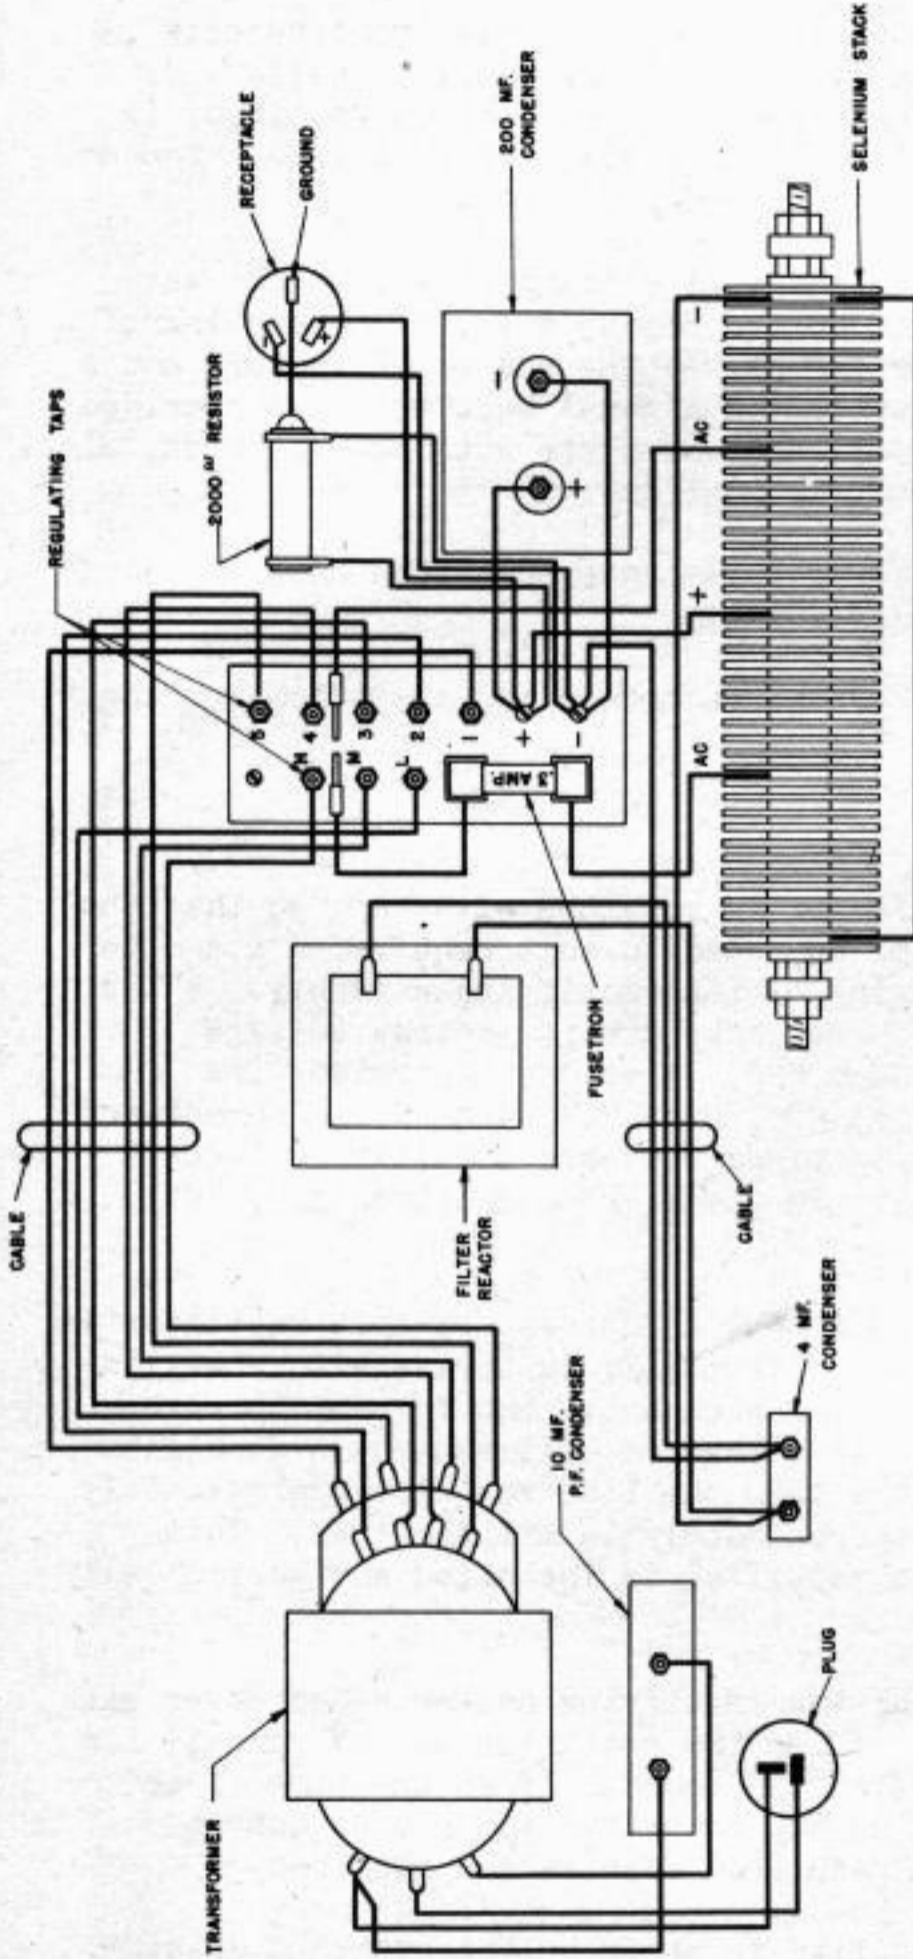 REGULATING TAPS
RECEPTACLE
GROUND
2000 ω RESISTOR
200 MF.
CONDENSER
SELENIUM STACK
CABLE
5
4
3
2
1
+
-
H
M
L
AMP.
FUSETRON
-
+
-
+
-
AC
+
AC
FILTER
REACTOR
CABLE
4 MF.
CONDENSER
10 MF.
P.F. CONDENSER
TRANSFORMER
PLUG